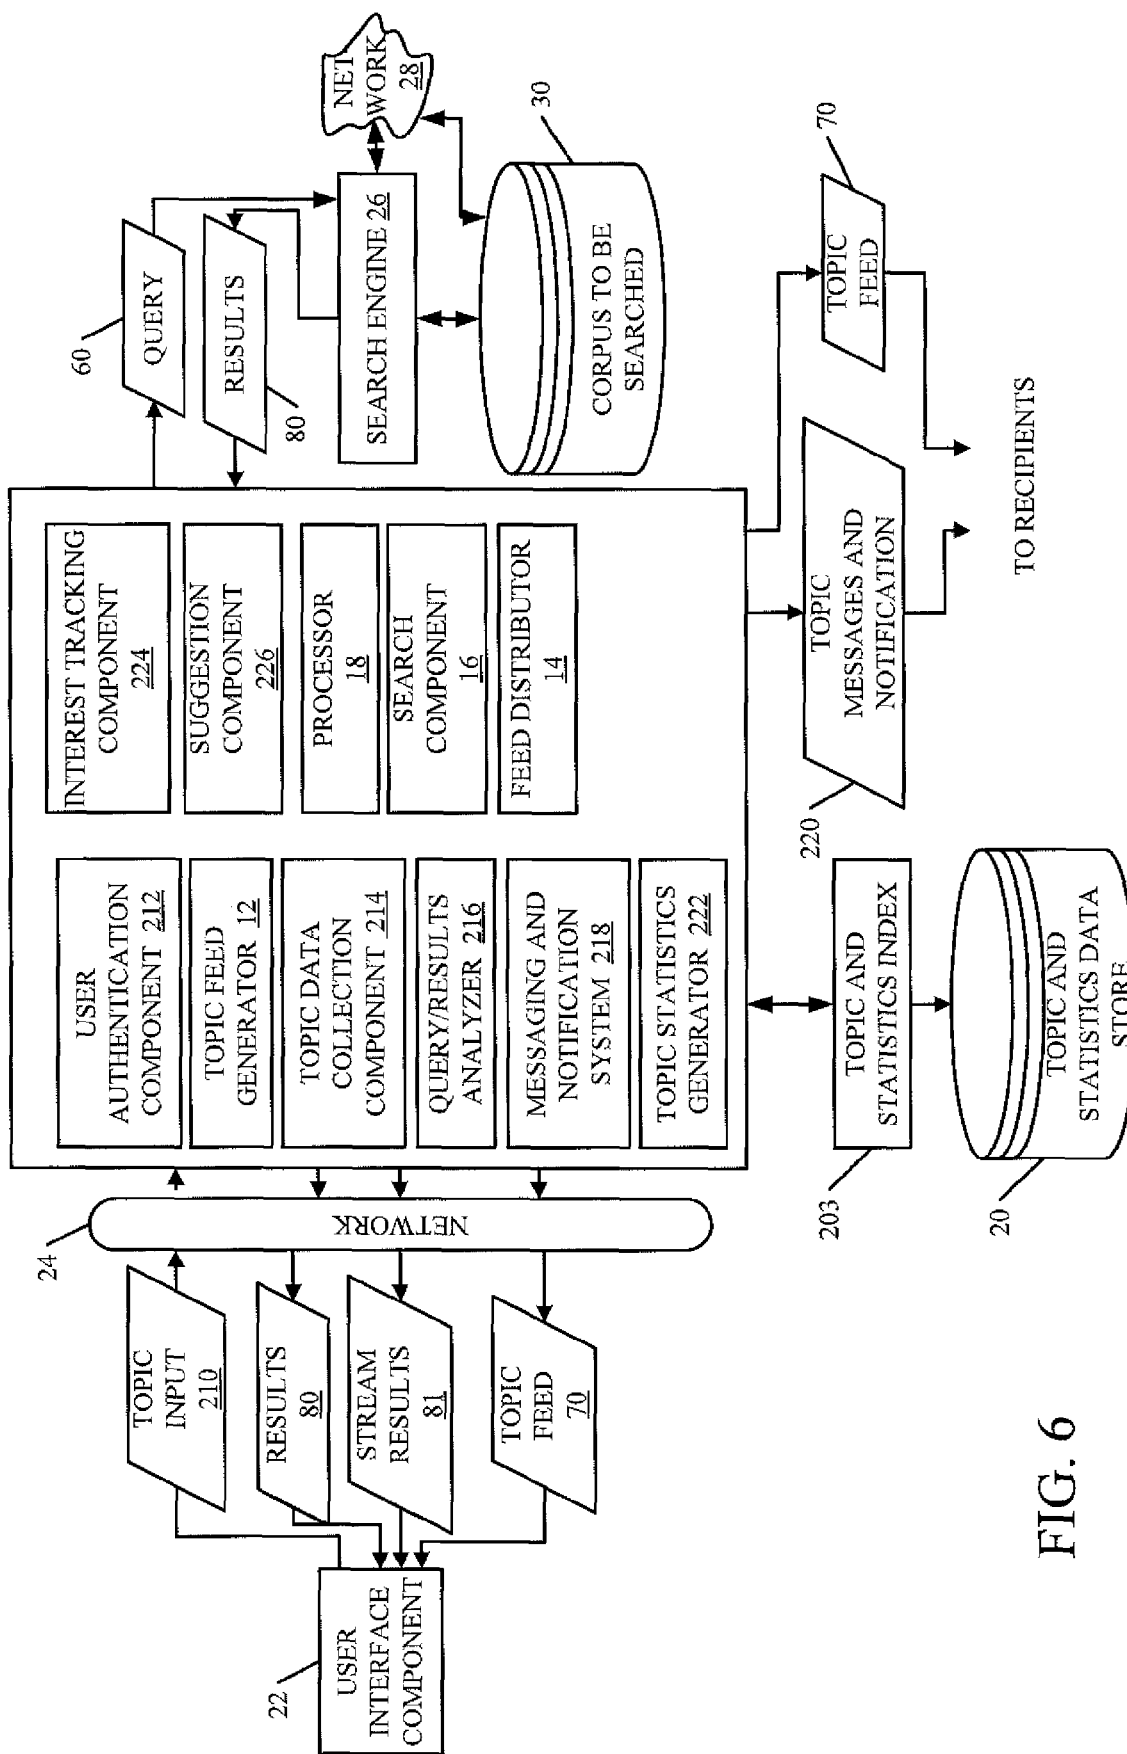 22
USER
INTERFACE
COMPONENT
TOPIC
INPUT
210
RESULTS
80
STREAM
RESULTS
81
TOPIC
FEED
70
24
NETWORK
USER
AUTHENTICATION
COMPONENT 212
TOPIC FEED
GENERATOR 12
TOPIC DATA
COLLECTION
COMPONENT 214
QUERY/RESULTS
ANALYZER 216
MESSAGING AND
NOTIFICATION
SYSTEM 218
TOPIC STATISTICS
GENERATOR 222
INTEREST TRACKING
COMPONENT
224
SUGGESTION
COMPONENT
226
PROCESSOR
18
SEARCH
COMPONENT
16
FEED DISTRIBUTOR
14
60
QUERY
RESULTS
80
SEARCH ENGINE 26
NET
WORK
28
30
CORPUS TO BE
SEARCHED
203
TOPIC AND
STATISTICS INDEX
20
TOPIC AND
STATISTICS DATA
STORE
220
TOPIC
MESSAGES AND
NOTIFICATION
70
TOPIC
FEED
TO RECIPIENTS
FIG. 6